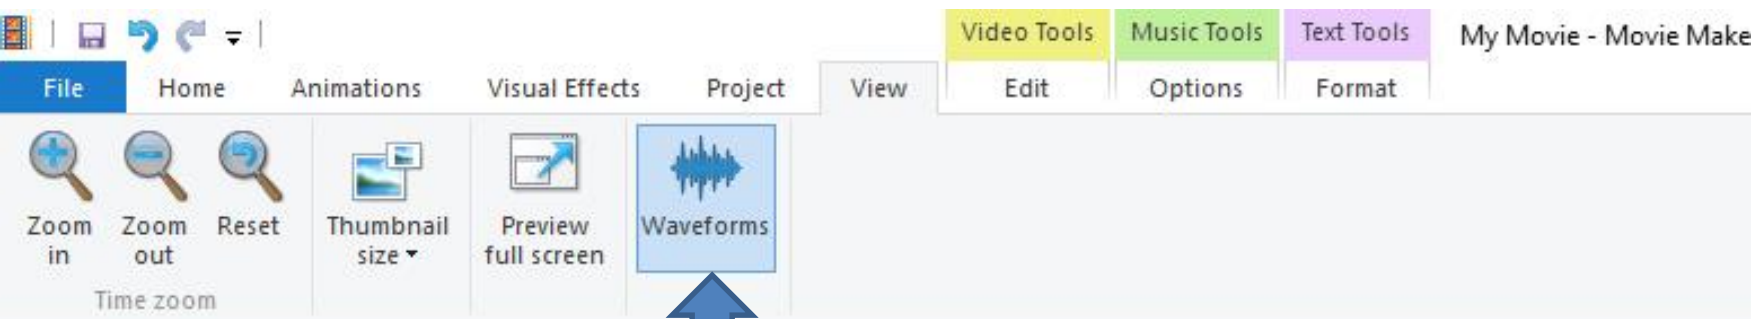 Video Tools Music Tools Text Tools My Movie - Movie Make
File Home Animations Visual Effects Project View Edit Options Format
Zoom in
Zoom out
Reset
Thumbnail size
Preview full screen
Waveforms
Time zoom